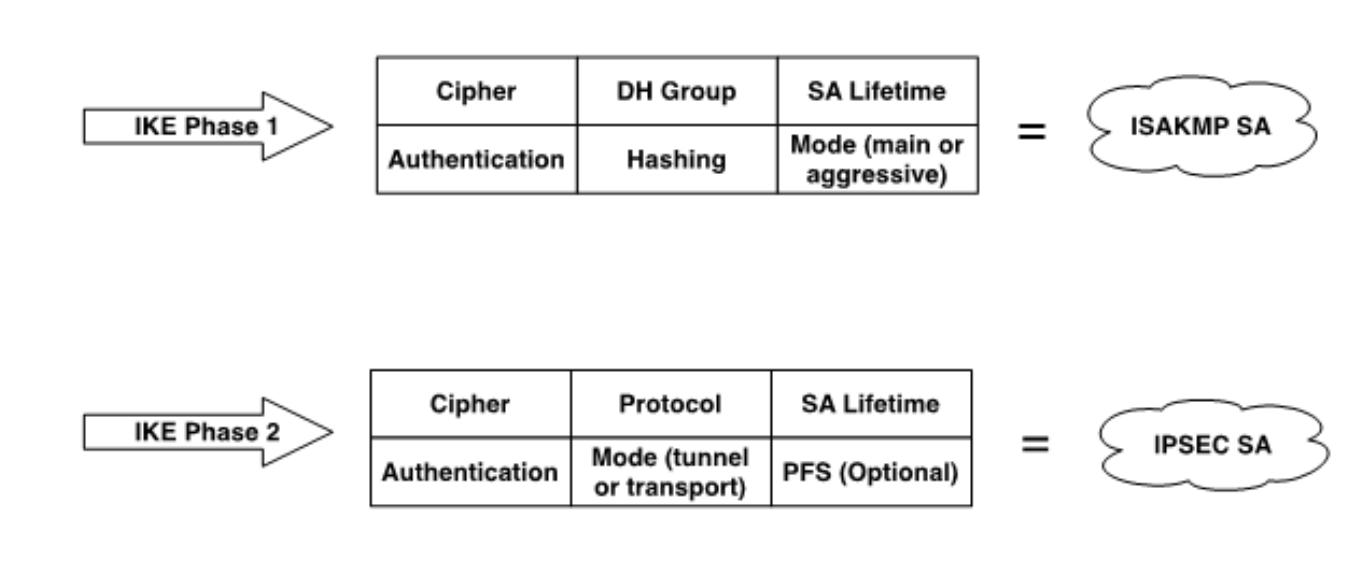 IKE Phase 1
Cipher
DH Group
SA Lifetime
Authentication
Hashing
Mode (main or
aggressive)
=
ISAKMP SA
IKE Phase 2
Cipher
Protocol
SA Lifetime
Authentication
Mode (tunnel
or transport)
PFS (Optional)
=
IPSEC SA